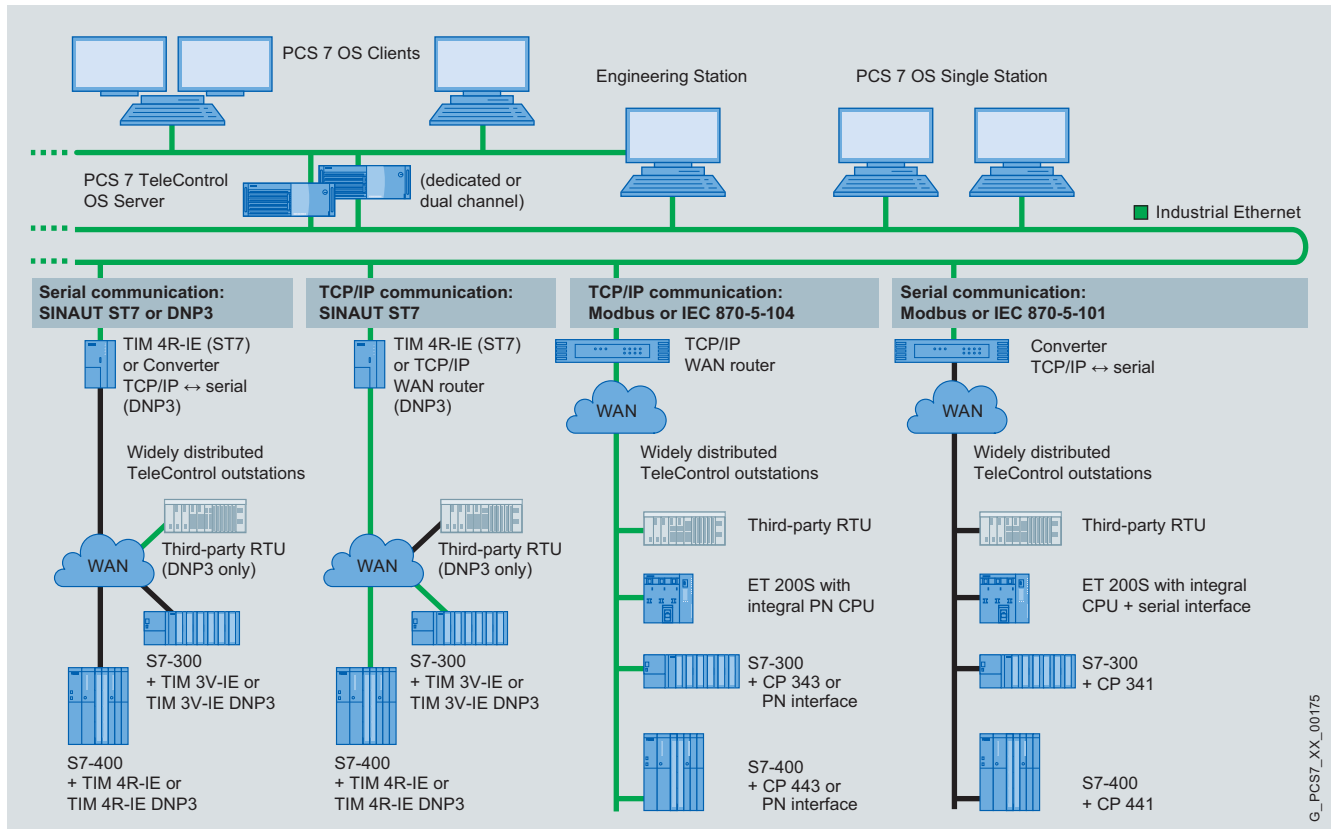 PCS 7 OS Clients
Engineering Station
PCS 7 OS Single Station
PCS 7 TeleControl
OS Server
(dedicated or
dual channel)
Industrial Ethernet
Serial communication:
SINAUT ST7 or DNP3
TCP/IP communication:
SINAUT ST7
TCP/IP communication:
Modbus or IEC 870-5-104
Serial communication:
Modbus or IEC 870-5-101
TIM 4R-IE (ST7)
or Converter
TCP/IP ↔ serial
(DNP3)
Widely distributed
TeleControl outstations
WAN
Third-party RTU
(DNP3 only)
S7-300
+ TIM 3V-IE or
TIM 3V-IE DNP3
S7-400
+ TIM 4R-IE or
TIM 4R-IE DNP3
TIM 4R-IE (ST7)
or TCP/IP
WAN router
(DNP3)
Widely distributed
TeleControl outstations
WAN
Third-party RTU
(DNP3 only)
S7-300
+ TIM 3V-IE or
TIM 3V-IE DNP3
S7-400
+ TIM 4R-IE or
TIM 4R-IE DNP3
TCP/IP
WAN router
WAN
Widely distributed
TeleControl outstations
Third-party RTU
ET 200S with
integral PN CPU
S7-300
+ CP 343 or
PN interface
S7-400
+ CP 443 or
PN interface
Converter
TCP/IP ↔ serial
WAN
Widely distributed
TeleControl outstations
Third-party RTU
ET 200S with integral
CPU + serial interface
S7-300
+ CP 341
S7-400
+ CP 441
G_PCS7_XX_00175